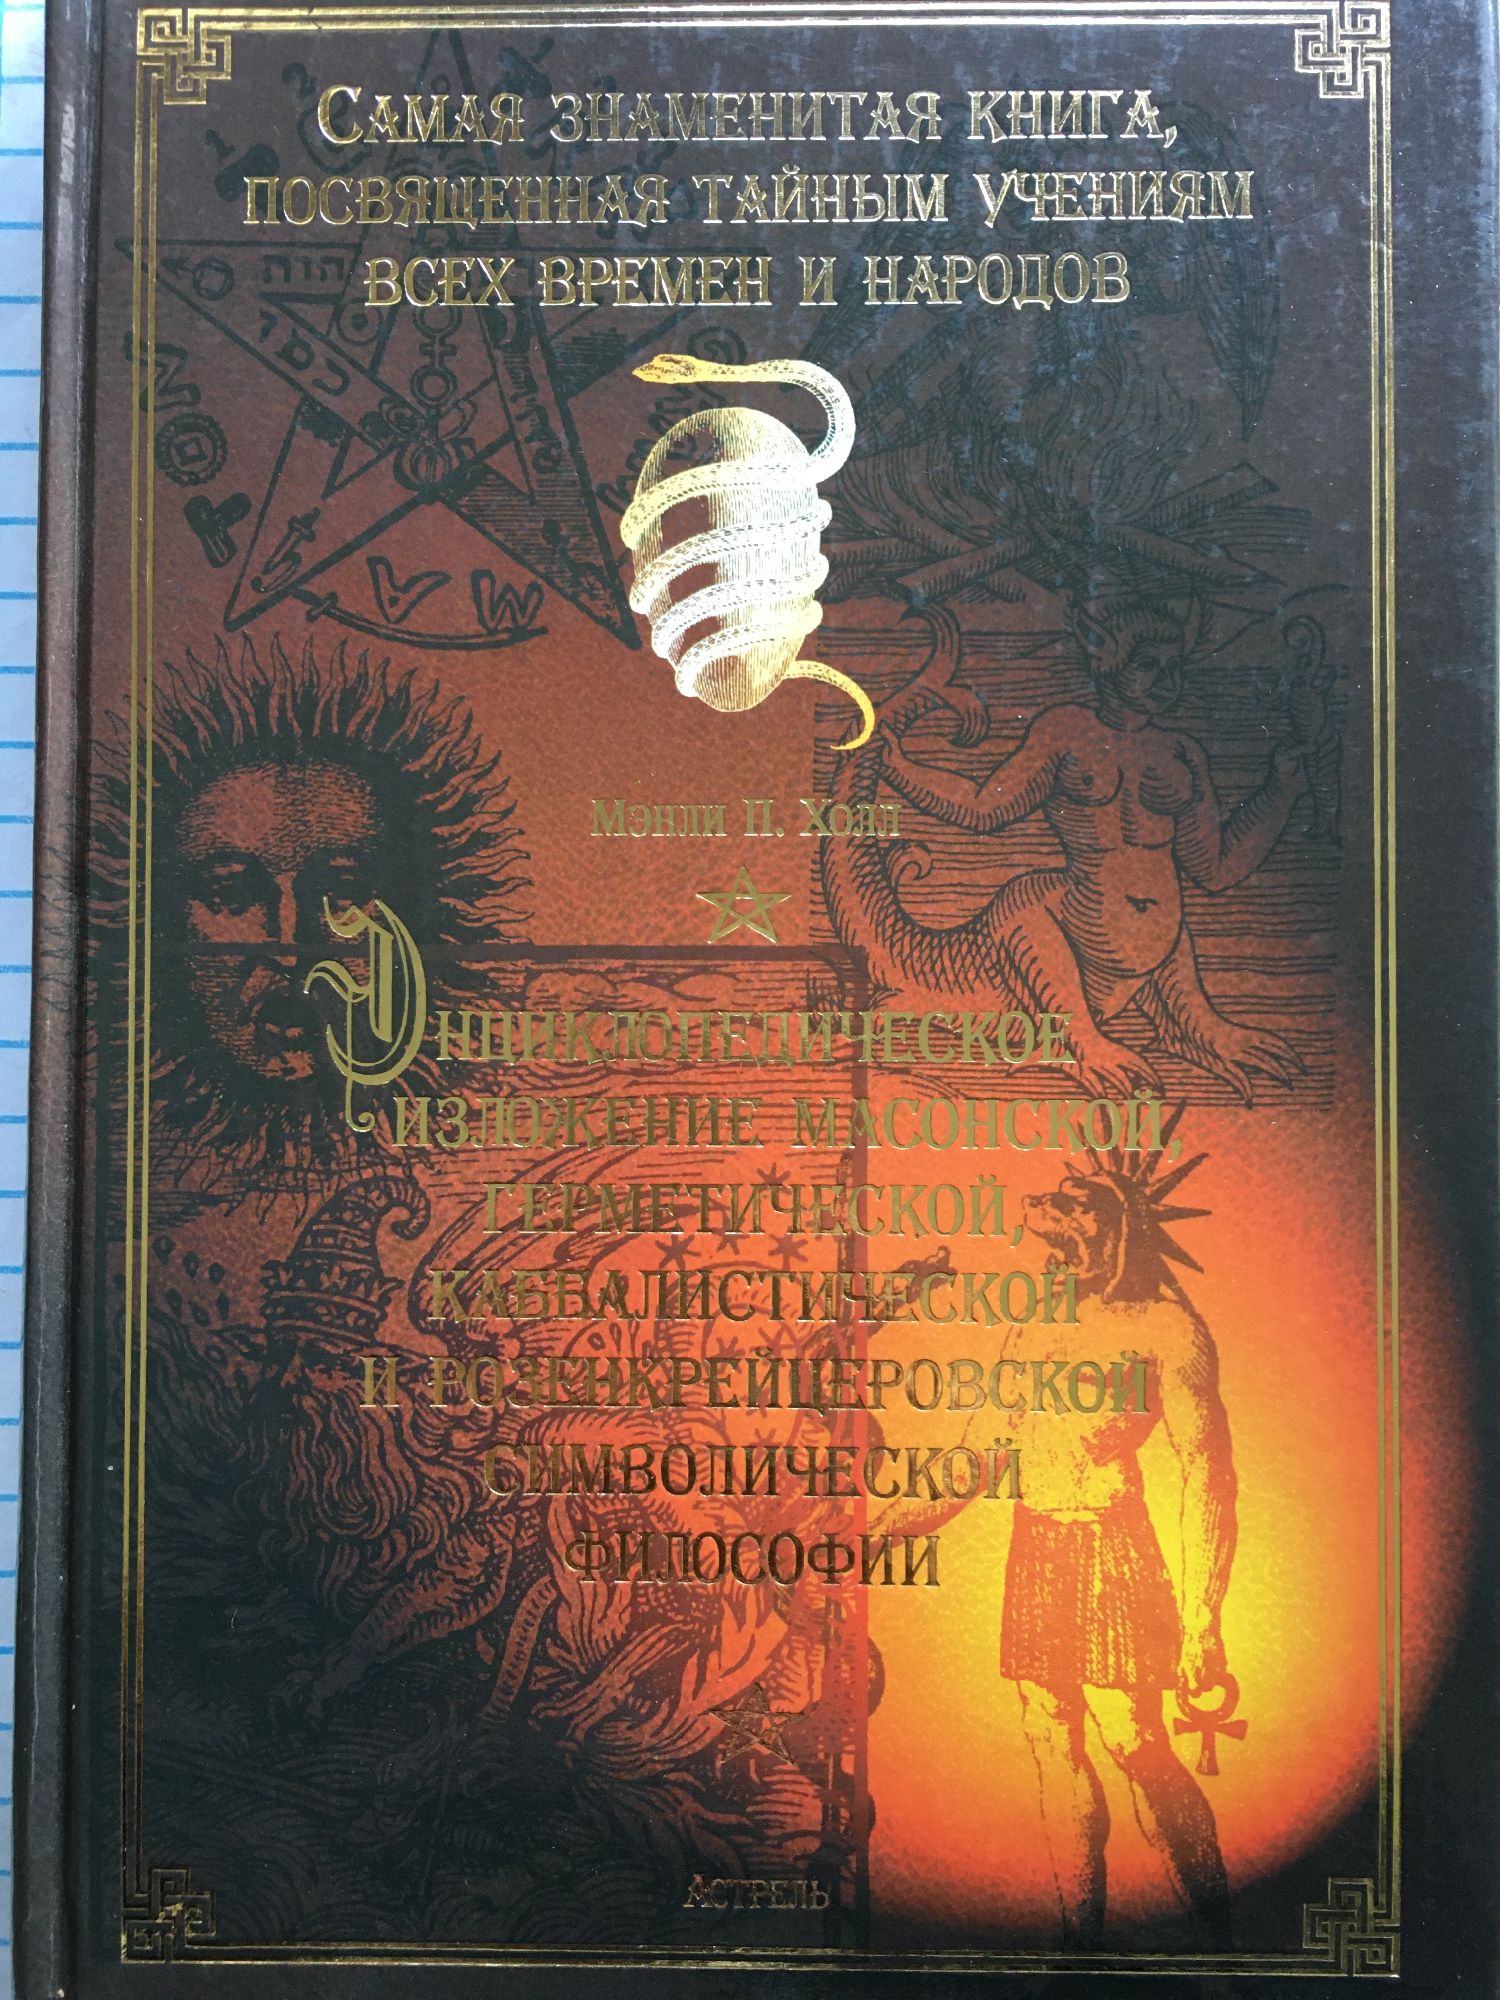 Самая знаменитая книга,
посвященная тайным учениям
всех времен и народов
יהוה
Мэнли П. Холл
Энциклопедическое
изложение масонской,
герметической,
каббалистической
и розенкрейцеровской
символической
философии
Астрель